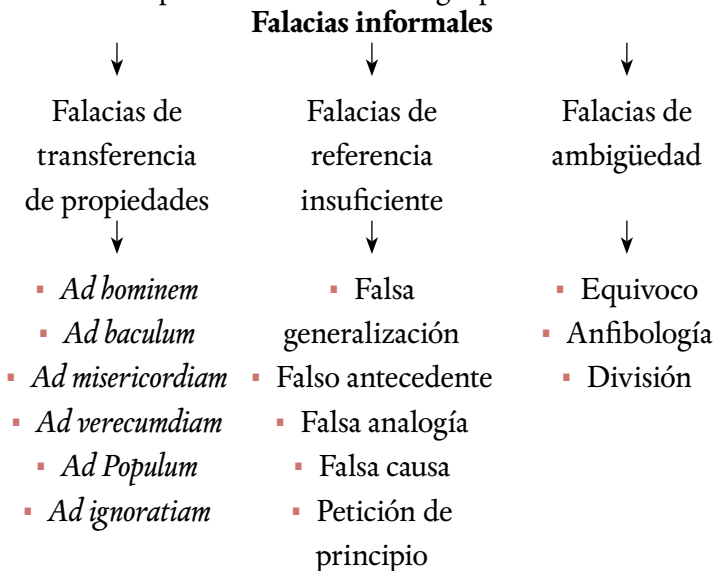 Falacias informales
Falacias de
transferencia
de propiedades
▪ Ad hominem
▪ Ad baculum
▪ Ad misericordiam
▪ Ad verecumdiam
▪ Ad Populum
▪ Ad ignoratiam
Falacias de
referencia
insuficiente
▪ Falsa
generalización
▪ Falso antecedente
▪ Falsa analogía
▪ Falsa causa
▪ Petición de
principio
Falacias de
ambigüedad
▪ Equivoco
▪ Anfibología
▪ División